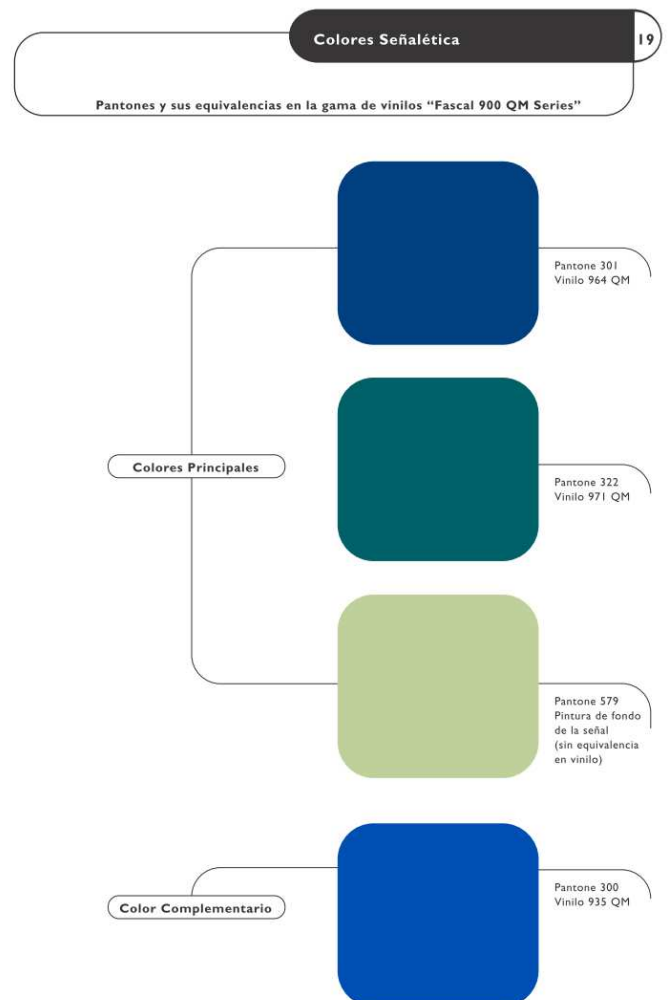 Colores Señalética
19
Pantones y sus equivalencias en la gama de vinilos “Fascal 900 QM Series”
Pantone 301
Vinilo 964 QM
Colores Principales
Pantone 322
Vinilo 971 QM
Pantone 579
Pintura de fondo
de la señal
(sin equivalencia
en vinilo)
Color Complementario
Pantone 300
Vinilo 935 QM